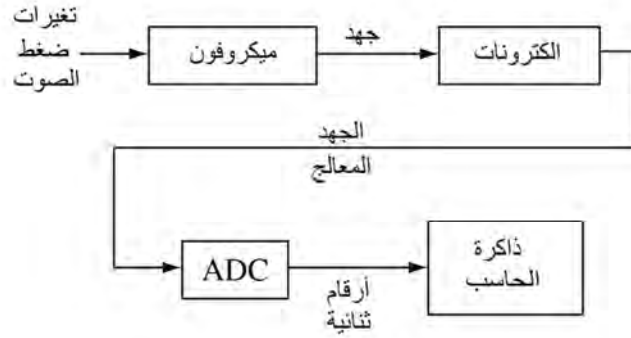 تغيرات
ضغط
الصوت
ميكروفون
جهد
الكترونات
الجهد
المعالج
ADC
أرقام
ثنائية
ذاكرة
الحاسب